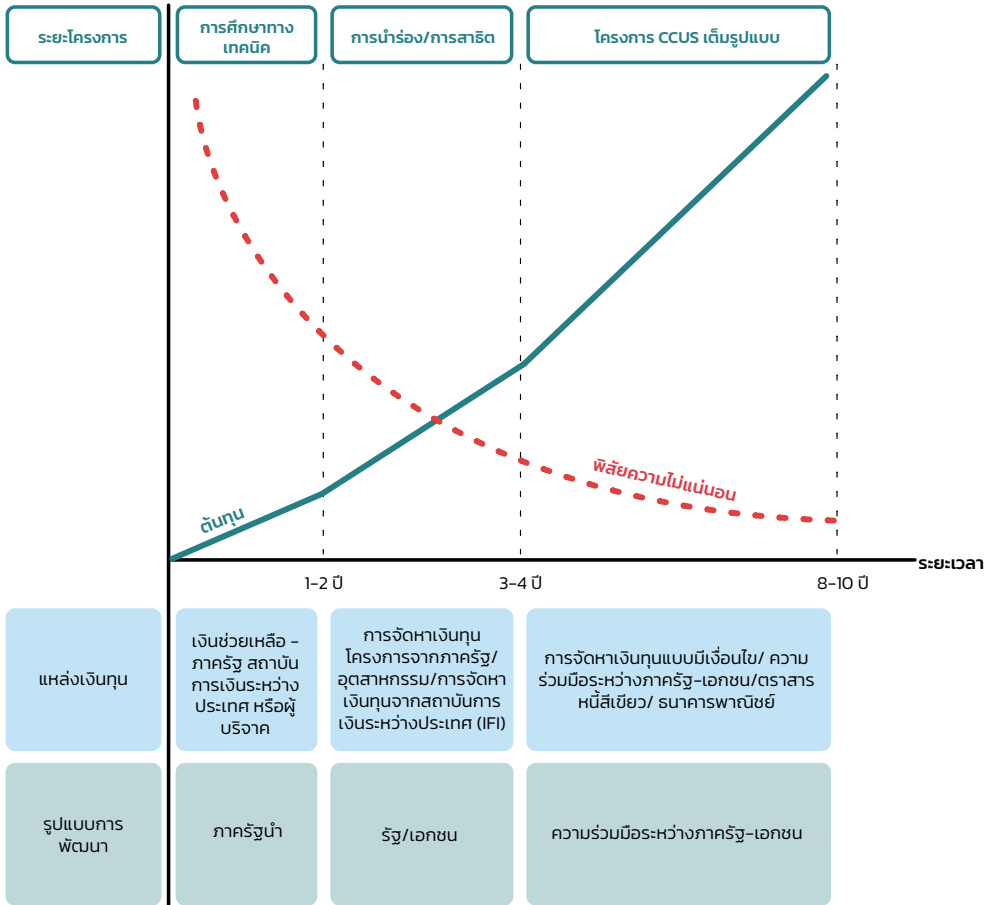 ระยะโครงการ
การศึกษาทาง
เทคนิค
การนำร่อง/การสาธิต
โครงการ CCUS เต็มรูปแบบ
พิสัยความไม่แน่นอน
ต้นทุน
ระยะเวลา
1-2 ปี
3-4 ปี
8-10 ปี
แหล่งเงินทุน
เงินช่วยเหลือ -
ภาครัฐ สถาบัน
การเงินระหว่าง
ประเทศ หรือผู้
บริจาค
การจัดหาเงินทุน
โครงการจากภาครัฐ/
อุตสาหกรรม/การจัดหา
เงินทุนจากสถาบันการ
เงินระหว่างประเทศ (IFI)
การจัดหาเงินทุนแบบมีเงื่อนไข/ ความ
ร่วมมือระหว่างภาครัฐ-เอกชน/ตราสาร
หนี้สีเขียว/ ธนาคารพาณิชย์
รูปแบบการ
พัฒนา
ภาครัฐนำ
รัฐ/เอกชน
ความร่วมมือระหว่างภาครัฐ-เอกชน